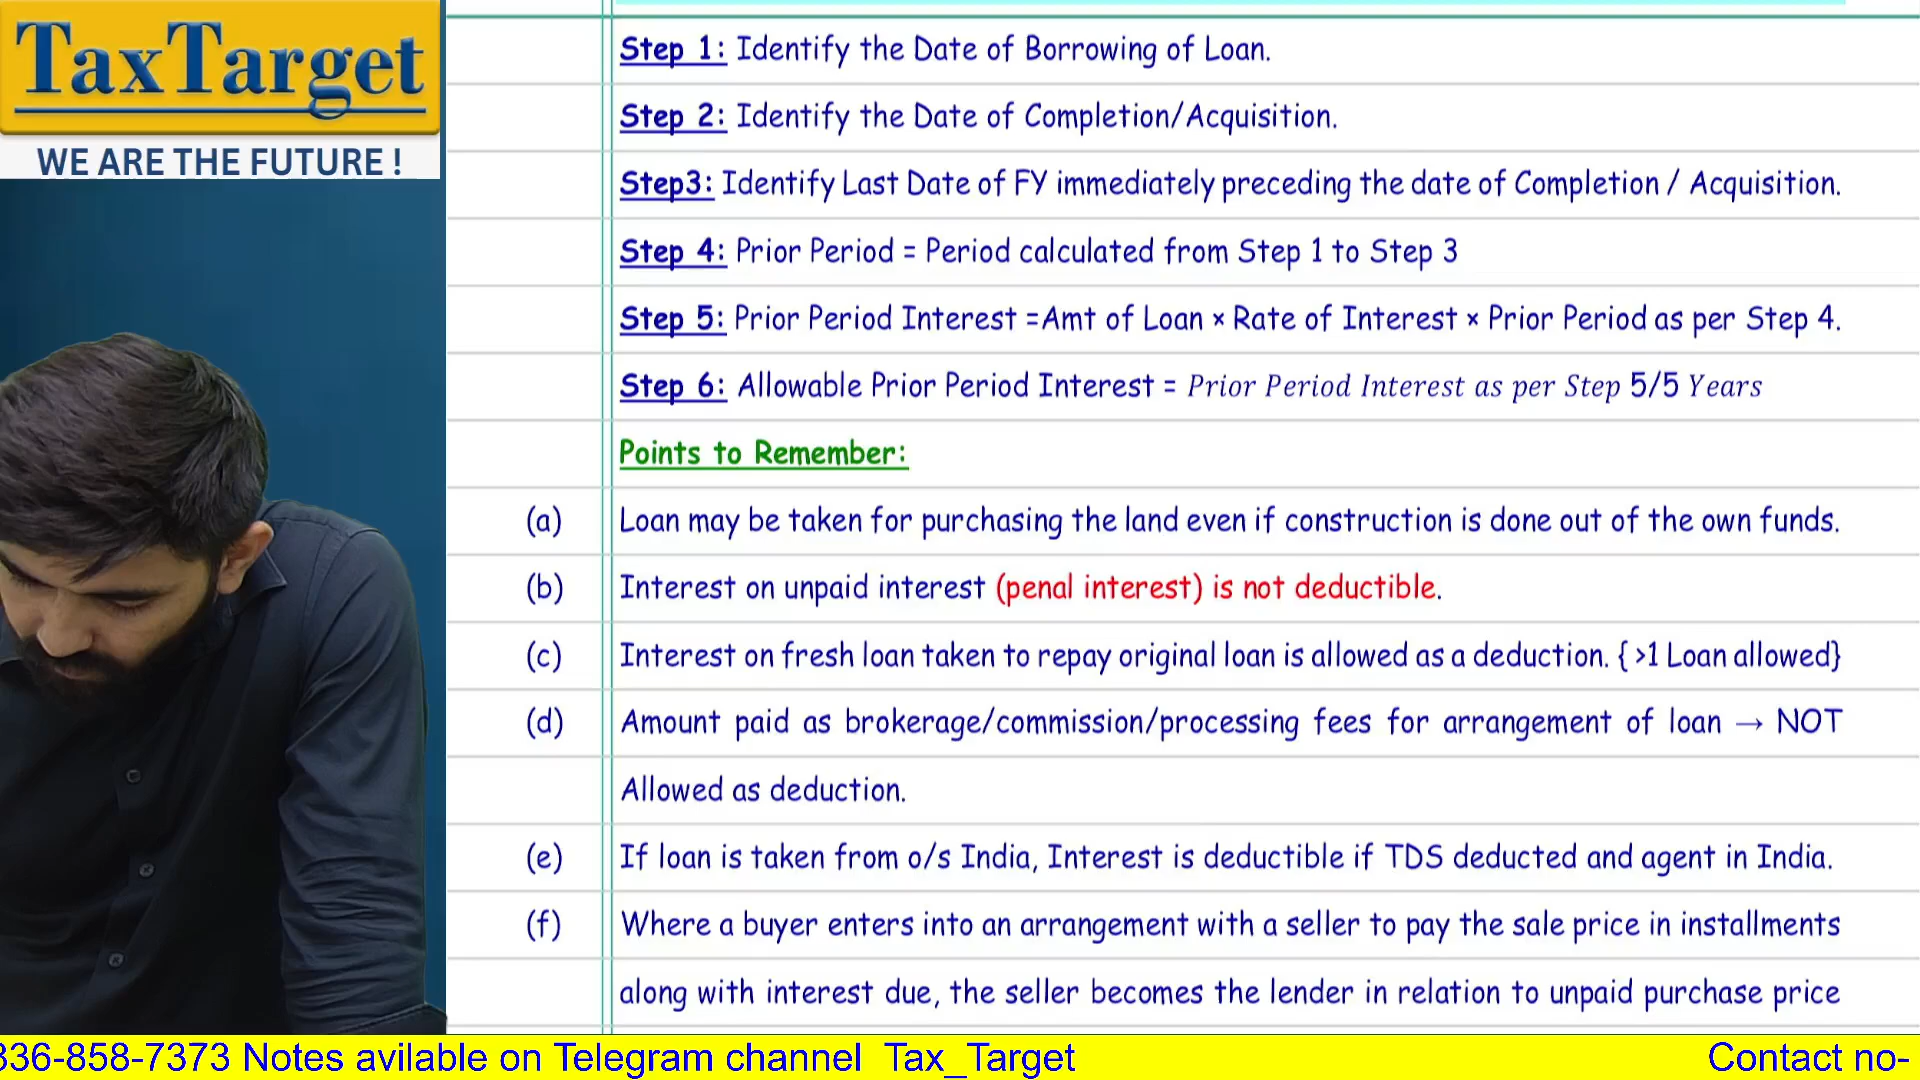 TaxTarget
WE ARE THE FUTURE !
Step 1: Identify the Date of Borrowing of Loan.
Step 2: Identify the Date of Completion/Acquisition.
Step3: Identify Last Date of FY immediately preceding the date of Completion / Acquisition.
Step 4: Prior Period = Period calculated from Step 1 to Step 3
Step 5: Prior Period Interest =Amt of Loan × Rate of Interest × Prior Period as per Step 4.
Step 6: Allowable Prior Period Interest = Prior Period Interest as per Step 5/5 Years
Points to Remember:
(a) Loan may be taken for purchasing the land even if construction is done out of the own funds.
(b) Interest on unpaid interest (penal interest) is not deductible.
(c) Interest on fresh loan taken to repay original loan is allowed as a deduction. { >1 Loan allowed}
(d) Amount paid as brokerage/commission/processing fees for arrangement of loan → NOT
Allowed as deduction.
(e) If loan is taken from o/s India, Interest is deductible if TDS deducted and agent in India.
(f) Where a buyer enters into an arrangement with a seller to pay the sale price in installments
along with interest due, the seller becomes the lender in relation to unpaid purchase price
336-858-7373 Notes avilable on Telegram channel Tax_Target Contact no-